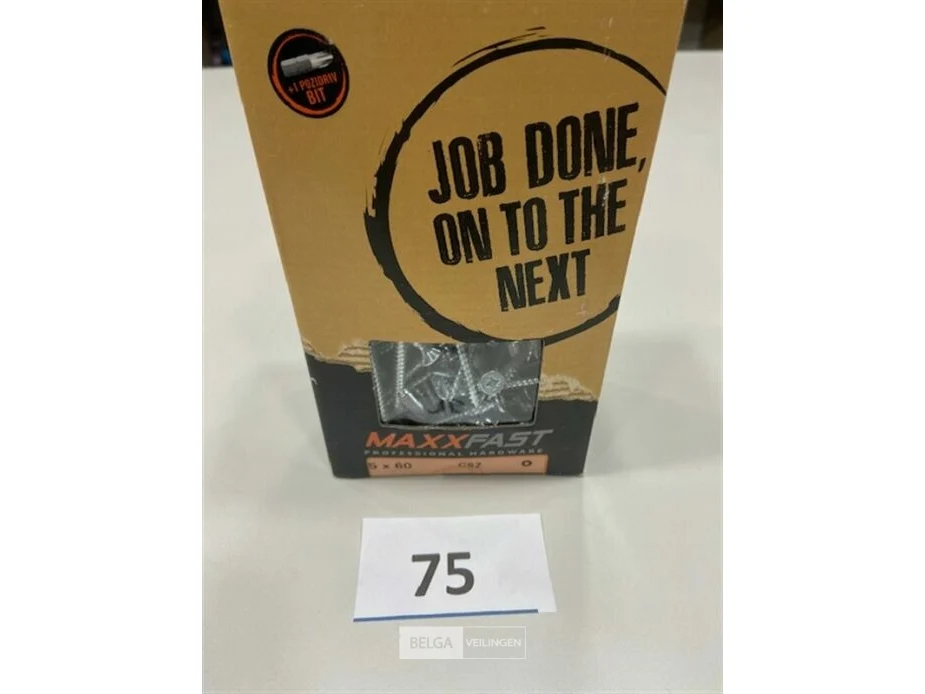 +1 POZIDRIV
BIT
JOB DONE,
ON TO THE
NEXT
MAXXFAST
PROFESSIONAL HARDWARE
5 x 60 CSZ O
75
BELGA VEILINGEN